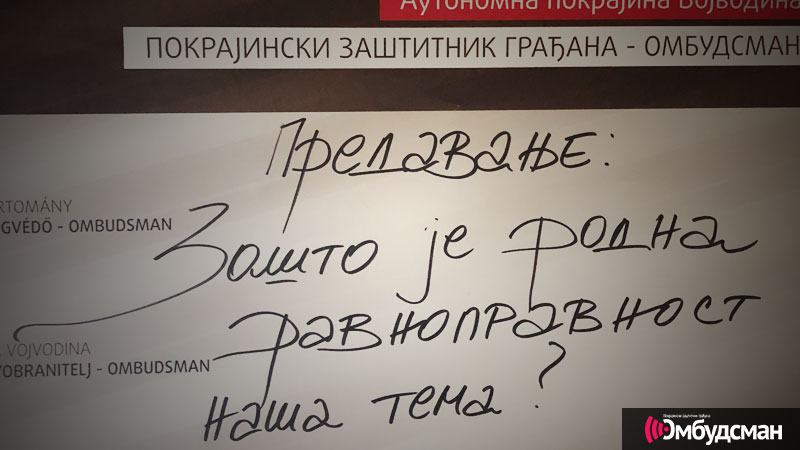 Аутономна покрајина Војводина
ПОКРАЈИНСКИ ЗАШТИТНИК ГРАЂАНА - ОМБУДСМАН
Предавање:
RTOMÁNY
GVÉDŐ - OMBUDSMAN
Зашто је родна
равноправност
VOJVODINA
OBRANITELJ - OMBUDSMAN
наша тема?
Покрајински заштитник грађана
Омбудсман